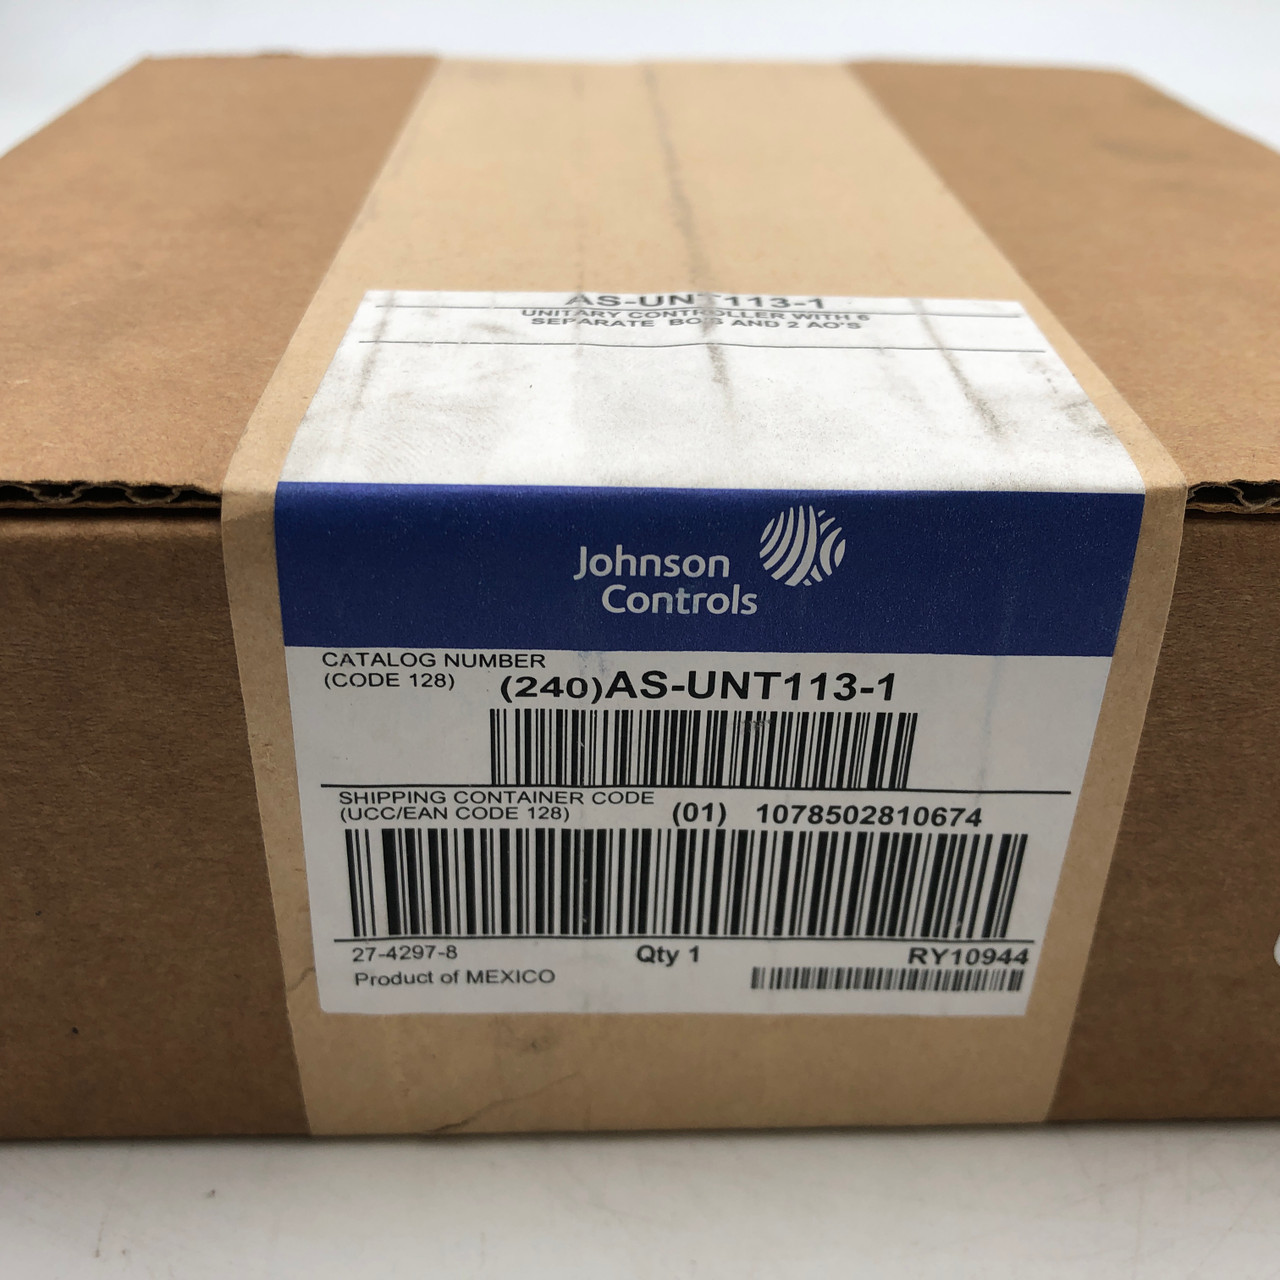 AS-UNT113-1
UNITARY CONTROLLER WITH 6
SEPARATE BO'S AND 2 AO'S
Johnson
Controls
CATALOG NUMBER
(CODE 128) (240)AS-UNT113-1
SHIPPING CONTAINER CODE
(UCC/EAN CODE 128) (01) 1078502810674
27-4297-8 Qty 1 RY10944
Product of MEXICO